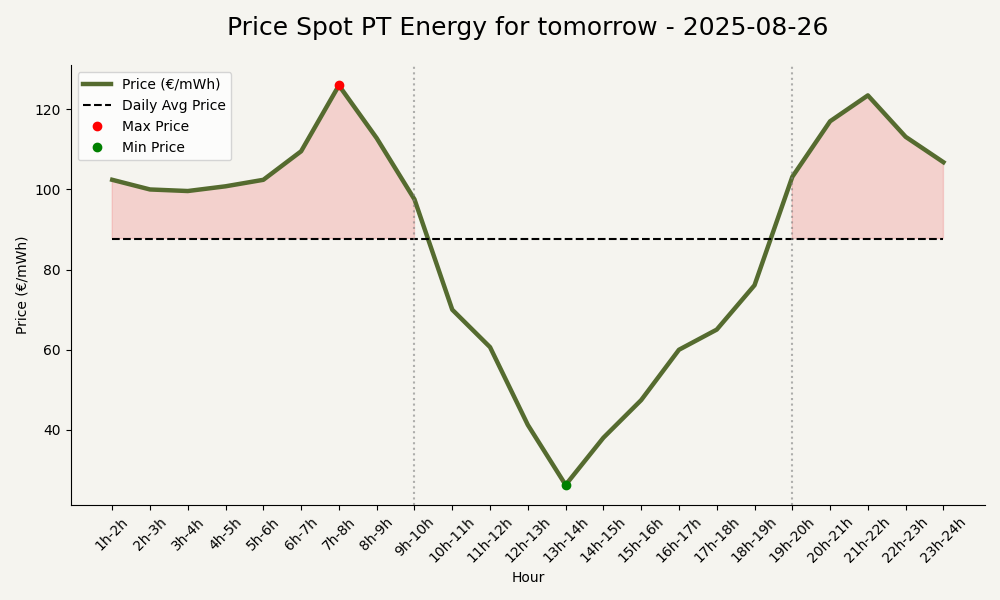 Price Spot PT Energy for tomorrow - 2025-08-26
Price (€/mWh)
Daily Avg Price
Max Price
Min Price
120
100
80
60
40
Price (€/mWh)
1h-2h
2h-3h
3h-4h
4h-5h
5h-6h
6h-7h
7h-8h
8h-9h
9h-10h
10h-11h
11h-12h
12h-13h
13h-14h
14h-15h
15h-16h
16h-17h
17h-18h
18h-19h
19h-20h
20h-21h
21h-22h
22h-23h
23h-24h
Hour